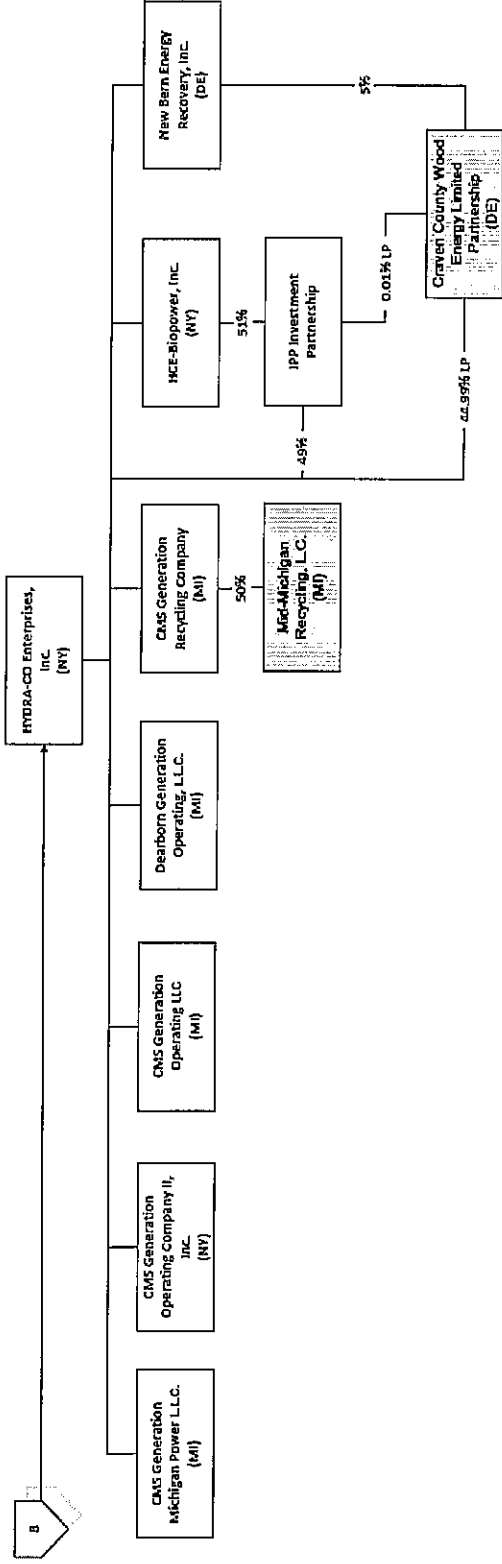 B
HYDRA-CO Enterprises,
Inc.
(NY)
CMS Generation
Michigan Power L.L.C.
(MI)
CMS Generation
Operating Company II,
Inc.
(NY)
CMS Generation
Operating LLC
(MI)
Dearborn Generation
Operating, L.L.C.
(MI)
CMS Generation
Recycling Company
(MI)
HCE-Biopower, Inc.
(NY)
New Bern Energy
Recovery, Inc.
(DE)
50%
51%
Mid-Michigan
Recycling, L.C.
(MI)
49%
IPP Investment
Partnership
5%
0.01% LP
44.99% LP
Craven County Wood
Energy Limited
Partnership
(DE)